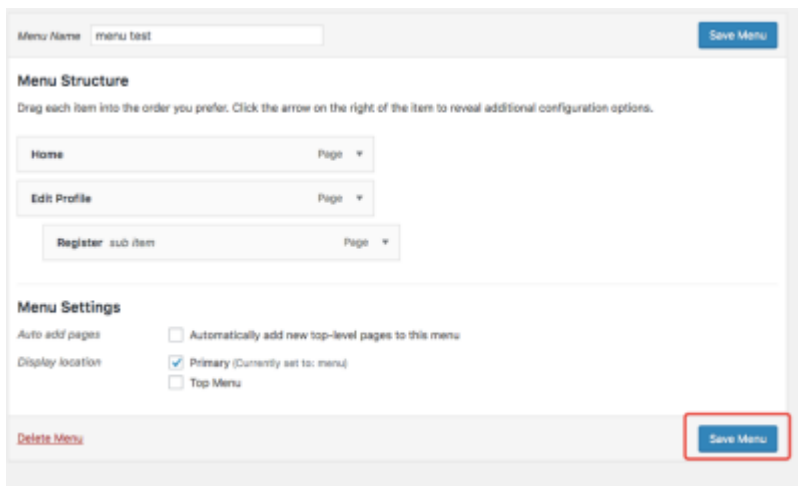 Menu Name menu test Save Menu
Menu Structure
Drag each item into the order you prefer. Click the arrow on the right of the item to reveal additional configuration options.
Home Page
Edit Profile Page
Register sub item Page
Menu Settings
Auto add pages Automatically add new top-level pages to this menu
Display location Primary (Currently set to: menu)
Top Menu
Delete Menu Save Menu